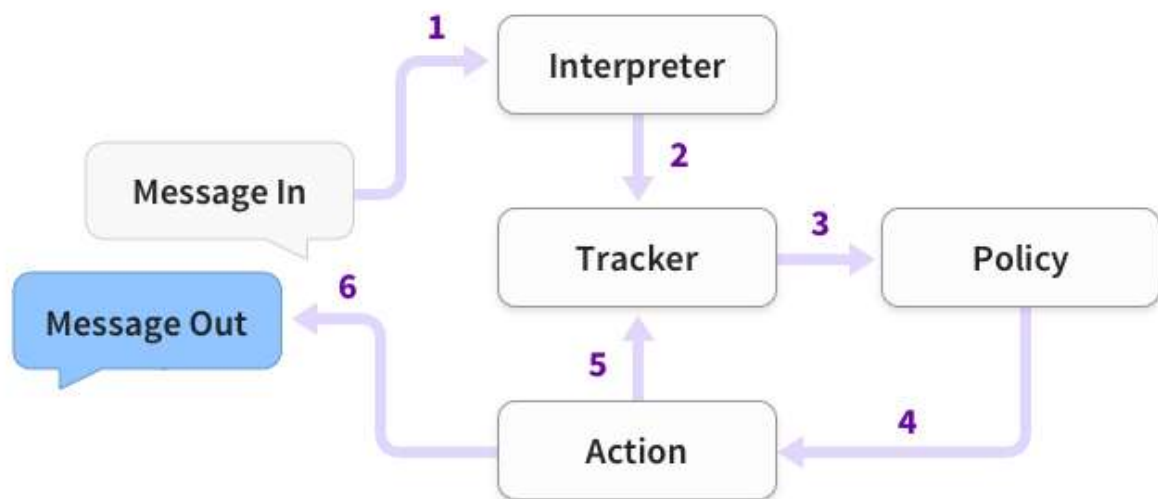 1
Interpreter
2
Message In
3
Tracker
Policy
6
Message Out
5
4
Action